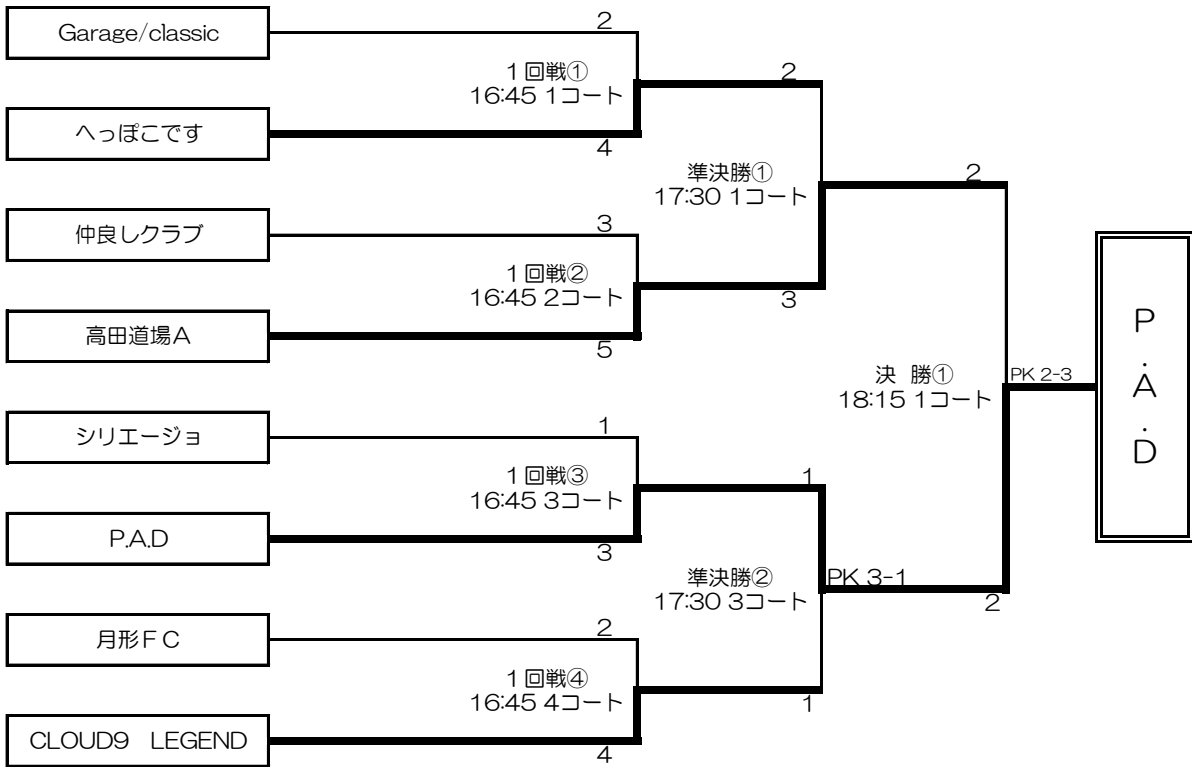 Garage/classic
2
1回戦①
16:45 1コート
2
へっぽこです
4
準決勝①
17:30 1コート
2
仲良しクラブ
3
1回戦②
16:45 2コート
3
高田道場A
5
決 勝①
18:15 1コート
PK 2-3
P.A.D
シリエージョ
1
1回戦③
16:45 3コート
1
P.A.D
3
準決勝②
17:30 3コート
PK 3-1
2
月形FC
2
1回戦④
16:45 4コート
1
CLOUD9 LEGEND
4